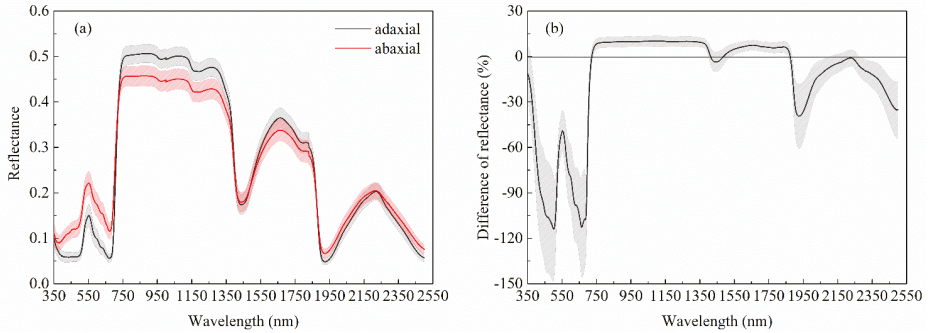 (a)
adaxial
abaxial
Reflectance
0.6
0.5
0.4
0.3
0.2
0.1
0.0
350 550 750 950 1150 1350 1550 1750 1950 2150 2350 2550
Wavelength (nm)
(b)
Difference of reflectance (%)
30
0
-30
-60
-90
-120
-150
350 550 750 950 1150 1350 1550 1750 1950 2150 2350 2550
Wavelength (nm)